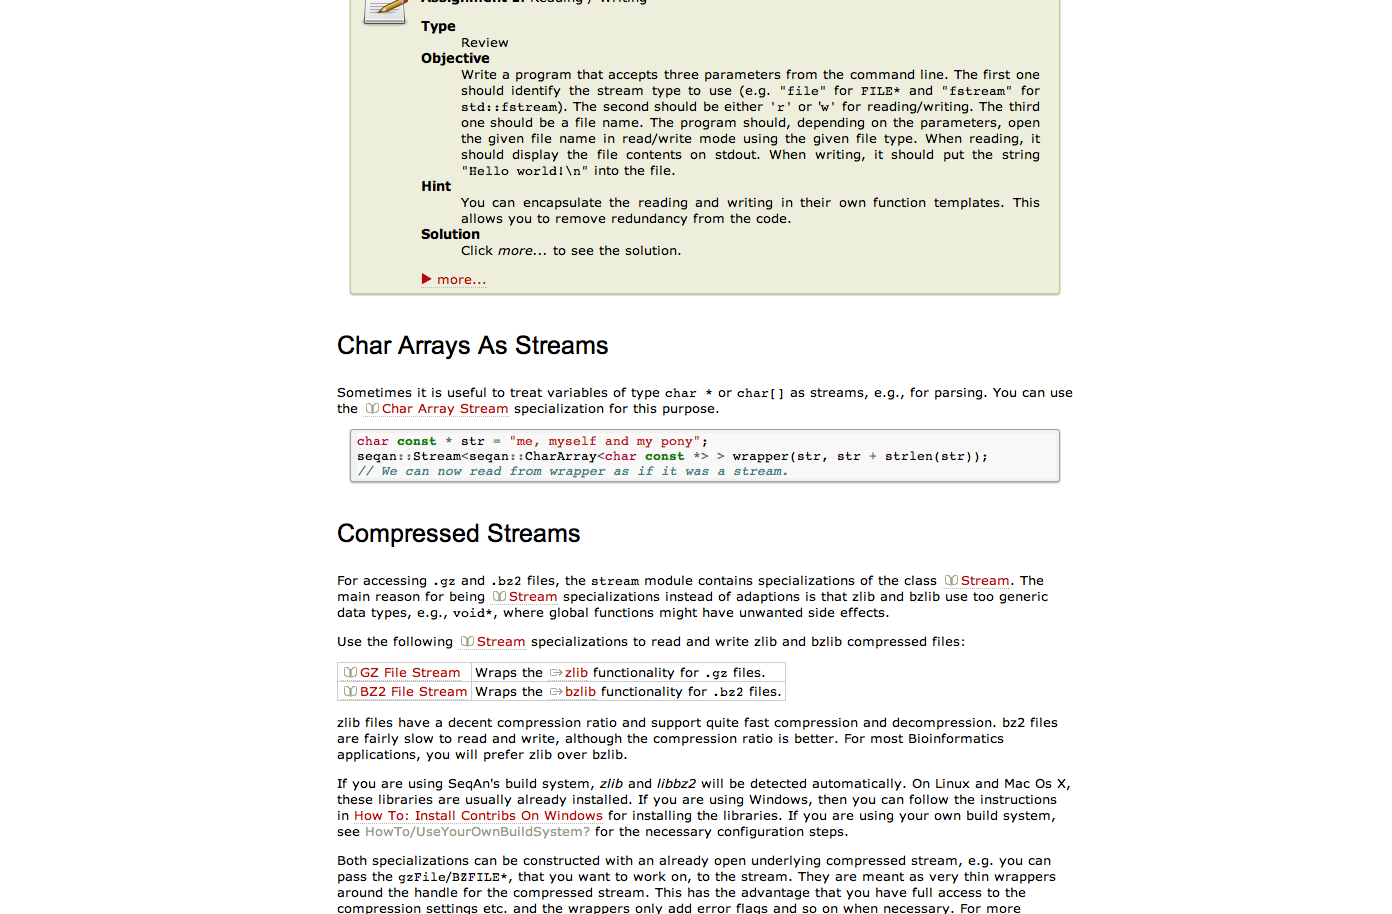 Assignment 1: Reading / Writing
Type
Review
Objective
Write a program that accepts three parameters from the command line. The first one
should identify the stream type to use (e.g. "file" for FILE* and "fstream" for
std::fstream). The second should be either 'r' or 'w' for reading/writing. The third
one should be a file name. The program should, depending on the parameters, open
the given file name in read/write mode using the given file type. When reading, it
should display the file contents on stdout. When writing, it should put the string
"Hello world!\n" into the file.
Hint
You can encapsulate the reading and writing in their own function templates. This
allows you to remove redundancy from the code.
Solution
Click more... to see the solution.
more...
Char Arrays As Streams
Sometimes it is useful to treat variables of type char * or char[] as streams, e.g., for parsing. You can use
the Char Array Stream specialization for this purpose.
char const * str = "me, myself and my pony";
seqan::Stream<seqan::CharArray<char const *> > wrapper(str, str + strlen(str));
// We can now read from wrapper as if it was a stream.
Compressed Streams
For accessing .gz and .bz2 files, the stream module contains specializations of the class Stream. The
main reason for being Stream specializations instead of adaptions is that zlib and bzlib use too generic
data types, e.g., void*, where global functions might have unwanted side effects.
Use the following Stream specializations to read and write zlib and bzlib compressed files:
GZ File Stream Wraps the zlib functionality for .gz files.
BZ2 File Stream Wraps the bzlib functionality for .bz2 files.
zlib files have a decent compression ratio and support quite fast compression and decompression. bz2 files
are fairly slow to read and write, although the compression ratio is better. For most Bioinformatics
applications, you will prefer zlib over bzlib.
If you are using SeqAn's build system, zlib and libbz2 will be detected automatically. On Linux and Mac Os X,
these libraries are usually already installed. If you are using Windows, then you can follow the instructions
in How To: Install Contribs On Windows for installing the libraries. If you are using your own build system,
see HowTo/UseYourOwnBuildSystem? for the necessary configuration steps.
Both specializations can be constructed with an already open underlying compressed stream, e.g. you can
pass the gzFile/BZFILE*, that you want to work on, to the stream. They are meant as very thin wrappers
around the handle for the compressed stream. This has the advantage that you have full access to the
compression settings etc. and the wrappers only add error flags and so on when necessary. For more